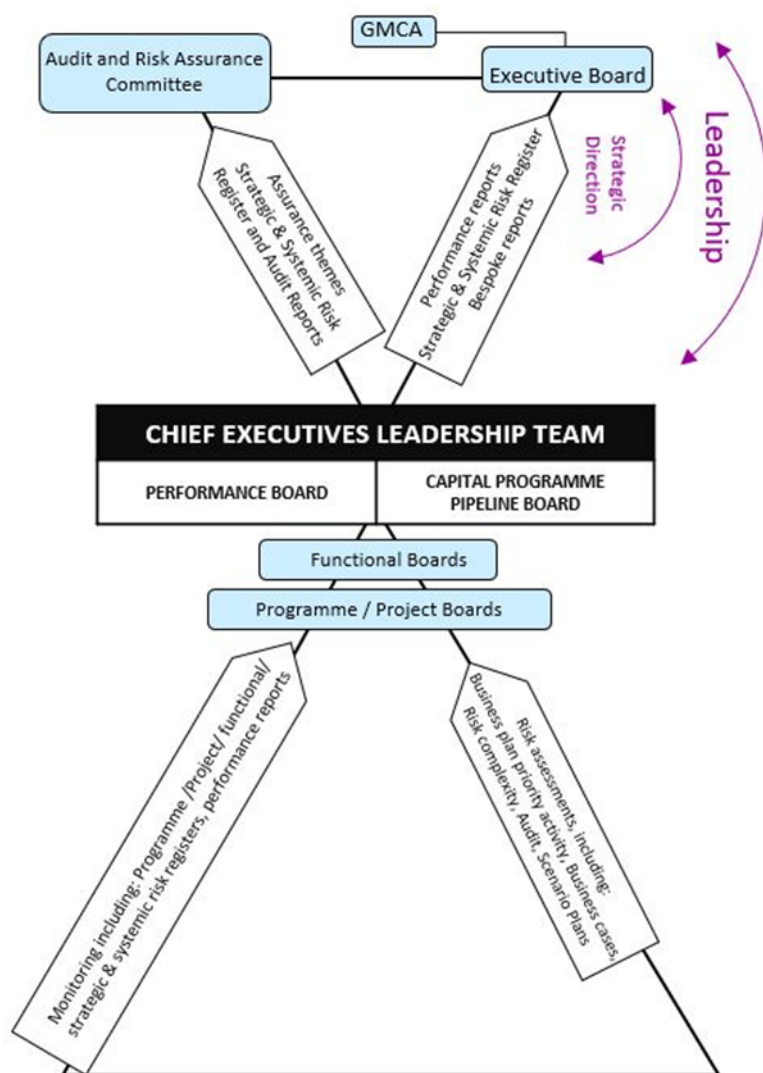 GMCA
Audit and Risk Assurance
Committee
Executive Board
Leadership
Strategic
Direction
Assurance themes
Strategic & Systemic Risk
Register and Audit Reports
Performance reports
Strategic & Systemic Risk Register
Bespoke reports
CHIEF EXECUTIVES LEADERSHIP TEAM
PERFORMANCE BOARD
CAPITAL PROGRAMME
PIPELINE BOARD
Functional Boards
Programme / Project Boards
Monitoring including: Programme /Project/ functional/
strategic & systemic risk registers, performance reports
Risk assessments, including:
Business plan priority activity, Business cases,
Risk complexity, Audit, Scenario Plans